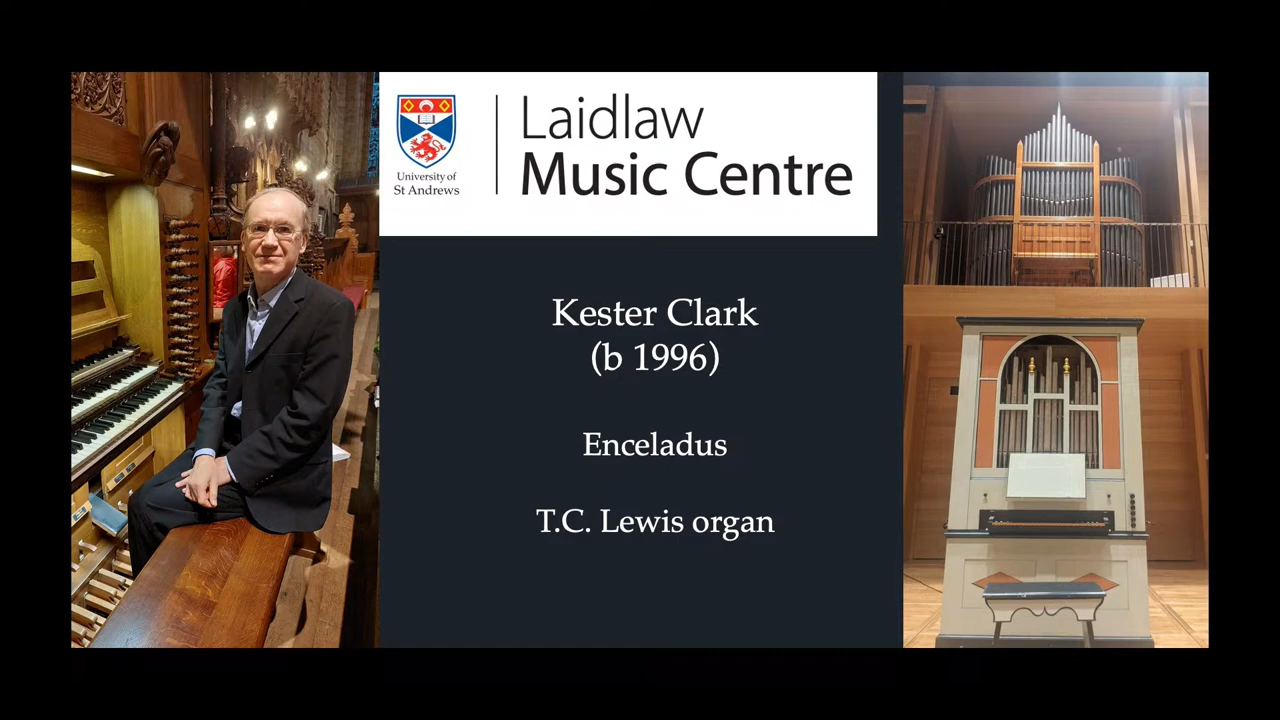 University of
St Andrews
Laidlaw
Music Centre
Kester Clark
(b 1996)
Enceladus
T.C. Lewis organ